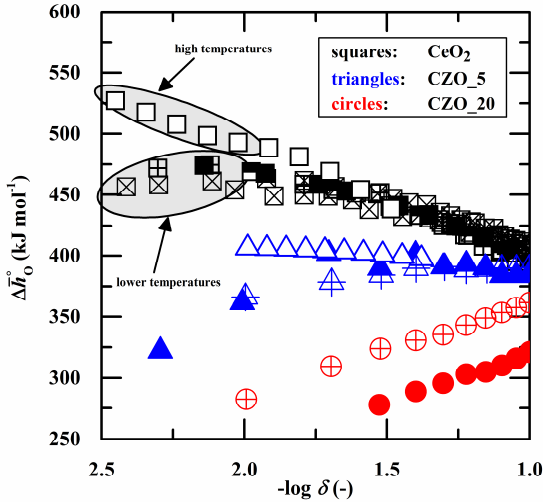 600
550
500
450
400
350
300
250
Δh̄°O (kJ mol⁻¹)
high temperatures
lower temperatures
squares: CeO₂
triangles: CZO_5
circles: CZO_20
2.5 2.0 1.5 1.0
-log δ (-)